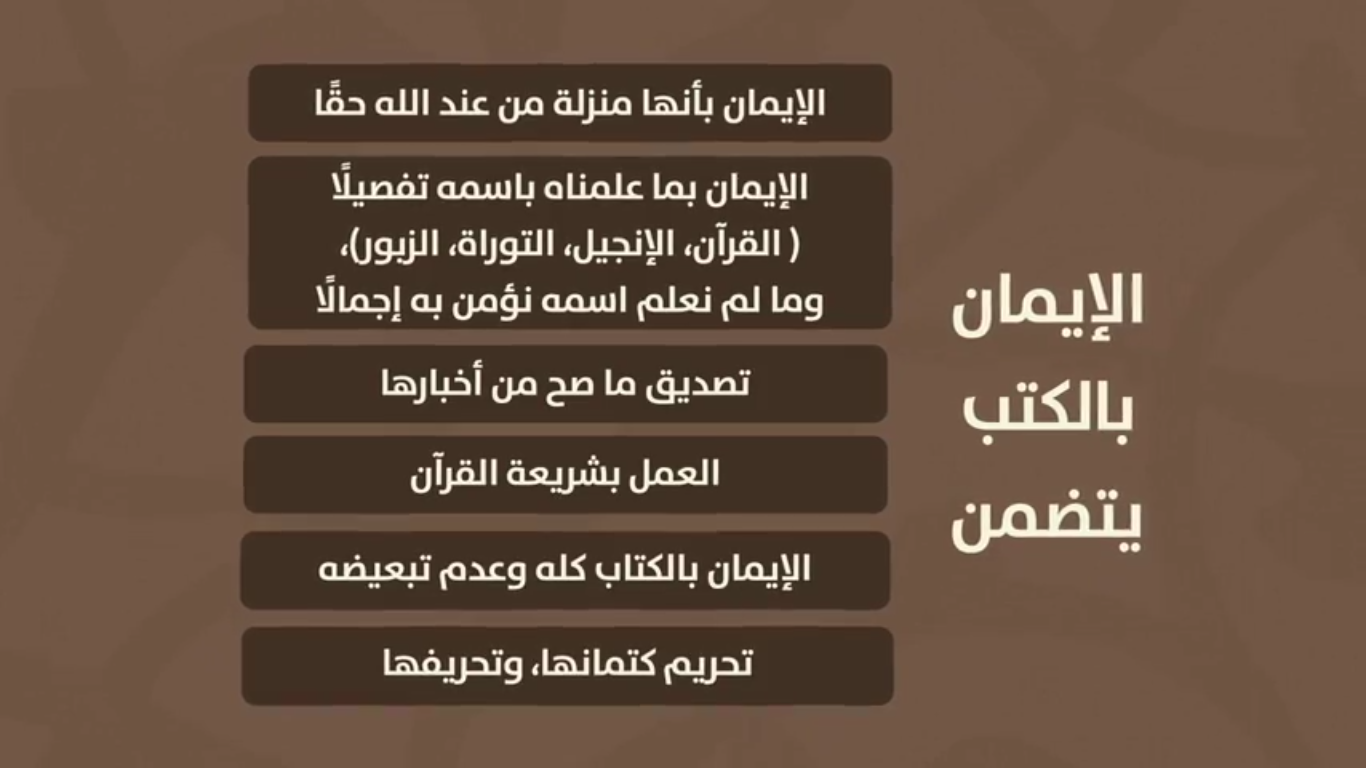 الإيمان
بالكتب
يتضمن
الإيمان بأنها منزلة من عند الله حقًّا
الإيمان بما علمناه باسمه تفصيلًا
( القرآن، الإنجيل، التوراة، الزبور)،
وما لم نعلم اسمه نؤمن به إجمالًا
تصديق ما صح من أخبارها
العمل بشريعة القرآن
الإيمان بالكتاب كله وعدم تبعيضه
تحريم كتمانها، وتحريفها